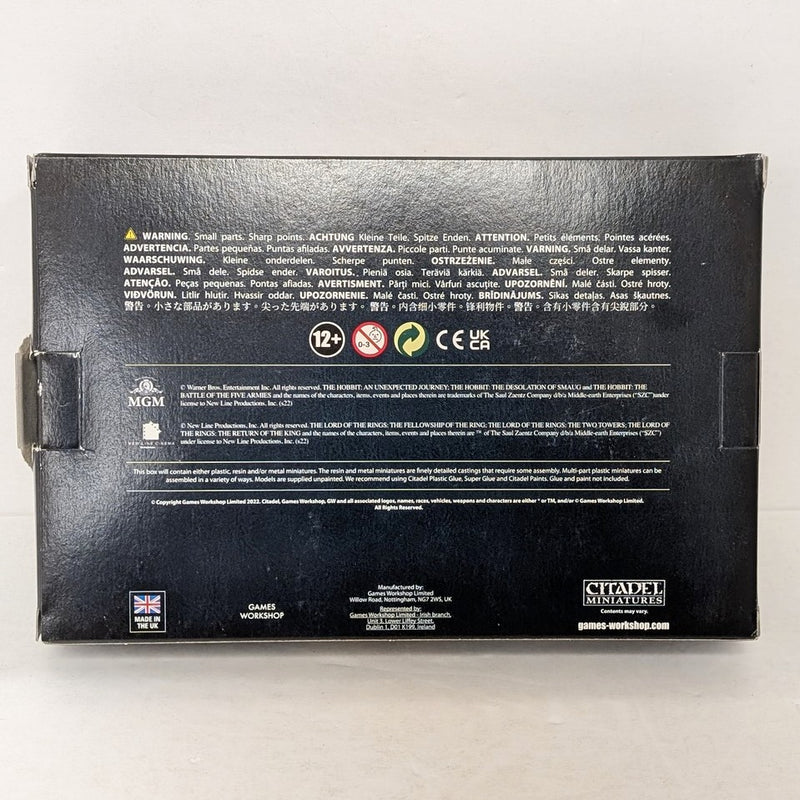 WARNING. Small parts. Sharp points. ACHTUNG Kleine Teile. Spitze Enden. ATTENTION. Petits éléments. Pointes acérées.
ADVERTENCIA. Partes pequeñas. Puntas afiladas. AVVERTENZA. Piccole parti. Punte acuminate. VARNING. Små delar. Vassa kanter.
WAARSCHUWING. Kleine onderdelen. Scherpe punten. OSTRZEŻENIE. Małe części. Ostre elementy.
ADVARSEL. Små dele. Spidse ender. VAROITUS. Pieniä osia. Teräviä kärkiä. ADVARSEL. Små deler. Skarpe spisser.
ATENÇÃO. Peças pequenas. Pontas afiadas. AVERTISMENT. Părți mici. Vârfuri ascuțite. UPOZORNĚNÍ. Malé části. Ostré hroty.
VIÐVÖRUN. Litlir hlutir. Hvassir oddar. UPOZORNENIE. Malé časti. Ostré hroty. BRĪDINĀJUMS. Sīkas detaļas. Asas šķautnes.
警告。小さな部品があります。尖った先端があります。 警告。内含细小零件。锋利物件。 警告。含有小零件含有尖銳部分。
12+
0-3
CE UK
CA
MGM
© Warner Bros. Entertainment Inc. All rights reserved. THE HOBBIT: AN UNEXPECTED JOURNEY; THE HOBBIT: THE DESOLATION OF SMAUG and THE HOBBIT: THE
BATTLE OF THE FIVE ARMIES and the names of the characters, items, events and places therein are trademarks of The Saul Zaentz Company d/b/a Middle-earth Enterprises ("SZC")under
license to New Line Productions, Inc. (s22)
NEW LINE CINEMA
© New Line Productions, Inc. All rights reserved. THE LORD OF THE RINGS: THE FELLOWSHIP OF THE RING; THE LORD OF THE RINGS: THE TWO TOWERS; THE LORD OF
THE RINGS: THE RETURN OF THE KING and the names of the characters, items, events and places therein are ™ of The Saul Zaentz Company d/b/a Middle-earth Enterprises ("SZC")
under license to New Line Productions, Inc. (s22)
This box will contain either plastic, resin and/or metal miniatures. The resin and metal miniatures are finely detailed castings that require some assembly. Multi-part plastic miniatures can be
assembled in a variety of ways. Models are supplied unpainted. We recommend using Citadel Plastic Glue, Super Glue and Citadel Paints. Glue and paint not included.
© Copyright Games Workshop Limited 2022. Citadel, Games Workshop, GW and all associated logos, names, races, vehicles, weapons and characters are either ® or TM, and/or © Games Workshop Limited.
All Rights Reserved.
MADE IN
THE UK
GAMES
WORKSHOP
Manufactured by:
Games Workshop Limited
Willow Road, Nottingham, NG7 2WS, UK
Represented by:
Games Workshop Limited - Irish branch,
Unit 3, Lower Liffey Street,
Dublin 1, D01 K199, Ireland
CITADEL
MINIATURES
Contents may vary.
games-workshop.com